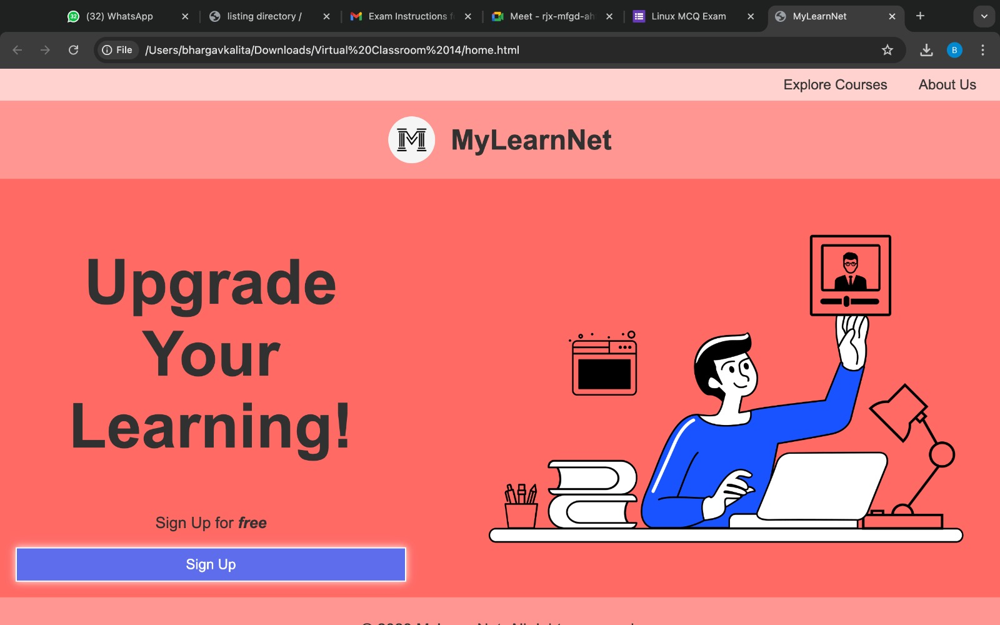 (32) WhatsApp
listing directory /
Exam Instructions
Meet - rjx-mfgd-ah
Linux MCQ Exam
MyLearnNet
File
/Users/bhargavkalita/Downloads/Virtual%20Classroom%2014/home.html
B
Explore Courses
About Us
M
MyLearnNet
Upgrade
Your
Learning!
Sign Up for free
Sign Up